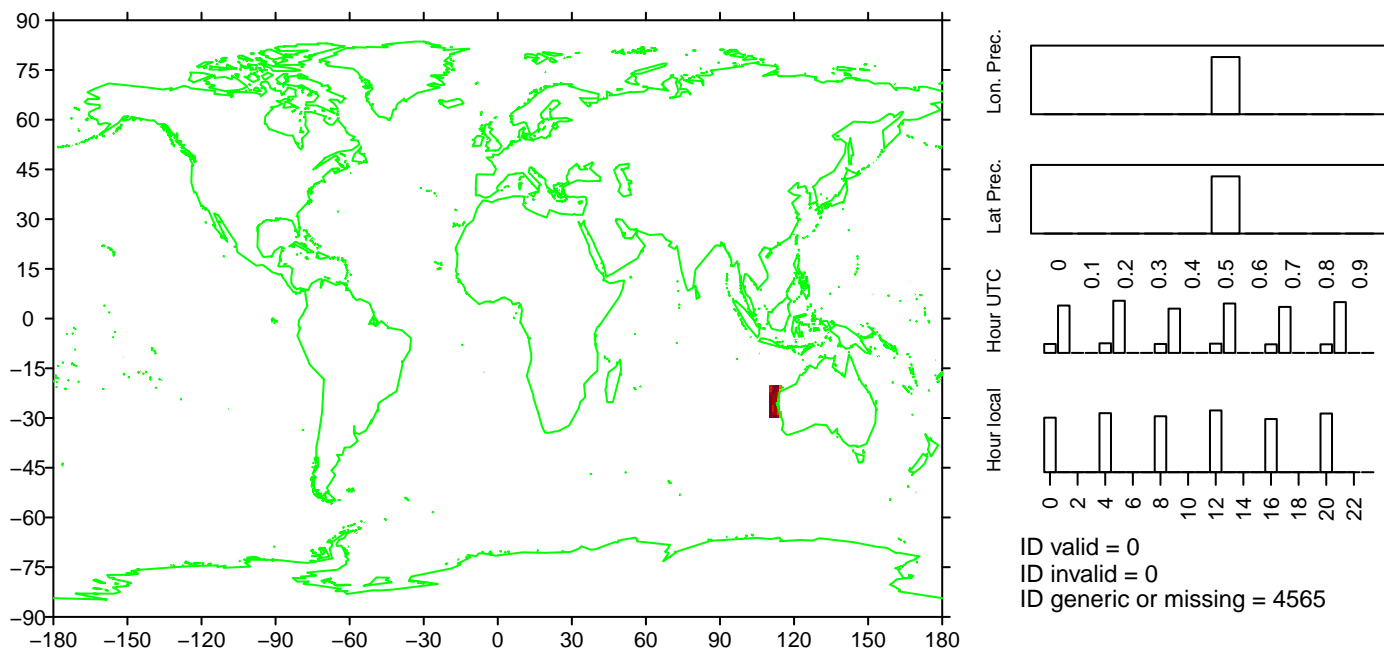 90
75
60
45
30
15
0
−15
−30
−45
−60
−75
−90
−180 −150 −120 −90 −60 −30 0 30 60 90 120 150 180
Lon. Prec.
Lat Prec.
0 0.1 0.2 0.3 0.4 0.5 0.6 0.7 0.8 0.9
Hour UTC
Hour local
0 2 4 6 8 10 12 14 16 18 20 22
ID valid = 0
ID invalid = 0
ID generic or missing = 4565